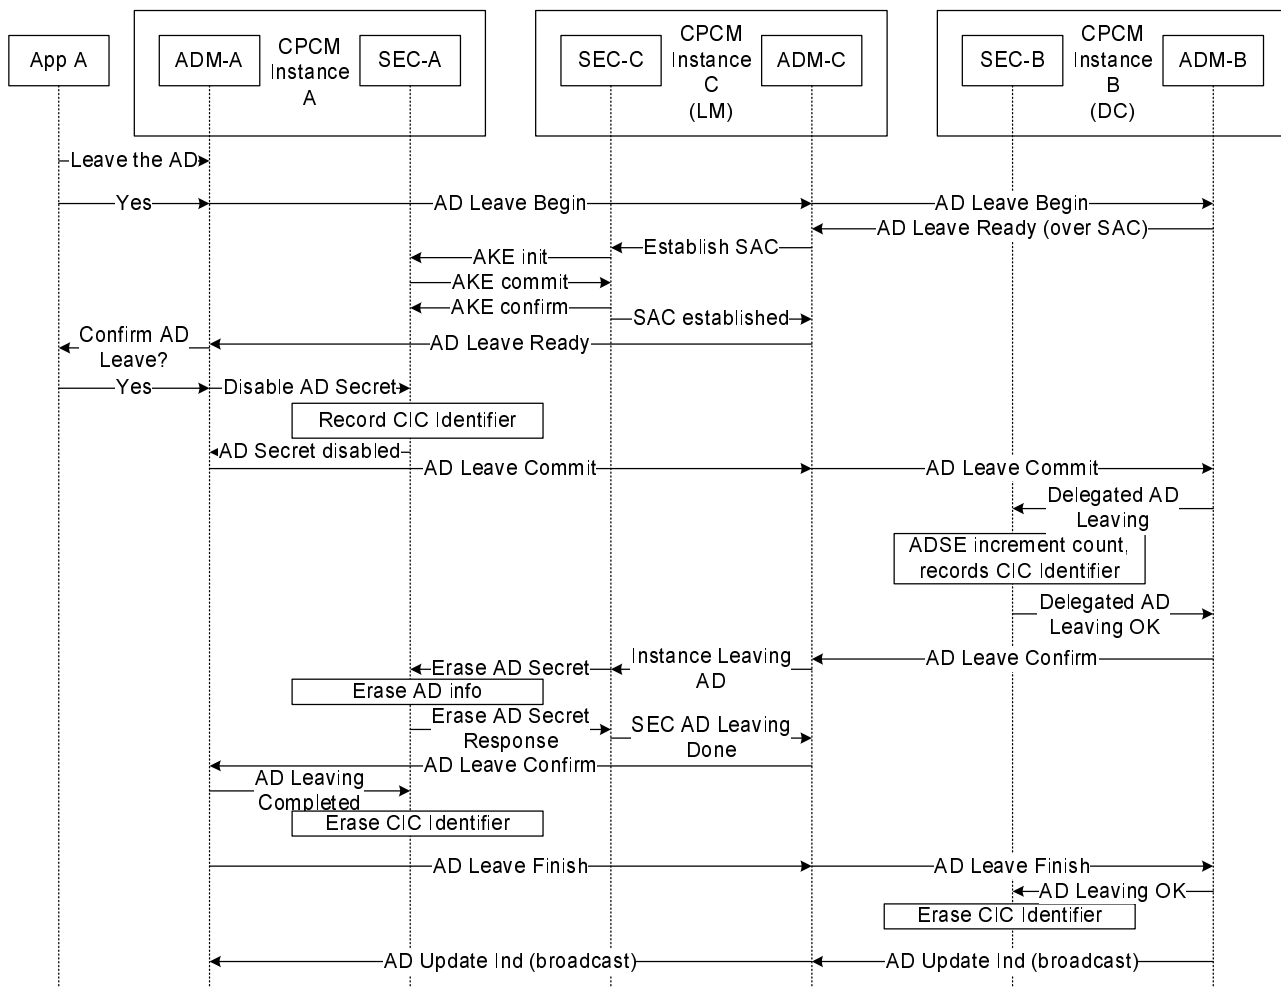 App A
ADM-A
CPCM
Instance
A
SEC-A
SEC-C
CPCM
Instance
C
(LM)
ADM-C
SEC-B
CPCM
Instance
B
(DC)
ADM-B
Leave the AD
Yes
AD Leave Begin
AD Leave Begin
AD Leave Ready (over SAC)
Establish SAC
AKE init
AKE commit
AKE confirm
SAC established
AD Leave Ready
Confirm AD
Leave?
Yes
Disable AD Secret
Record CIC Identifier
AD Secret disabled
AD Leave Commit
AD Leave Commit
Delegated AD
Leaving
ADSE increment count,
records CIC Identifier
Delegated AD
Leaving OK
AD Leave Confirm
Instance Leaving
AD
Erase AD Secret
Erase AD info
Erase AD Secret
Response
SEC AD Leaving
Done
AD Leave Confirm
AD Leaving
Completed
Erase CIC Identifier
AD Leave Finish
AD Leave Finish
AD Leaving OK
Erase CIC Identifier
AD Update Ind (broadcast)
AD Update Ind (broadcast)